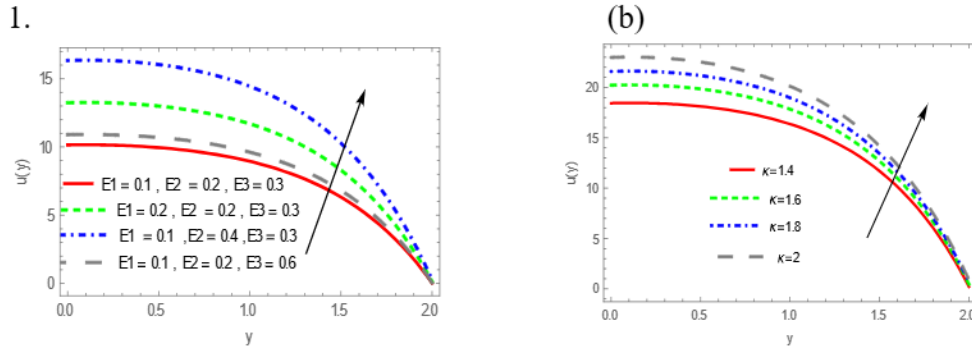 1.
(b)
u(y)
15
10
5
0
0.0 0.5 1.0 1.5 2.0
y
E1 = 0.1 , E2 = 0.2 , E3 = 0.3
E1 = 0.2 , E2 = 0.2 , E3 = 0.3
E1 = 0.1 ,E2 = 0.4 ,E3 = 0.3
E1 = 0.1 , E2 = 0.2 , E3 = 0.6
u(y)
20
15
10
5
0
0.0 0.5 1.0 1.5 2.0
y
κ=1.4
κ=1.6
κ=1.8
κ=2